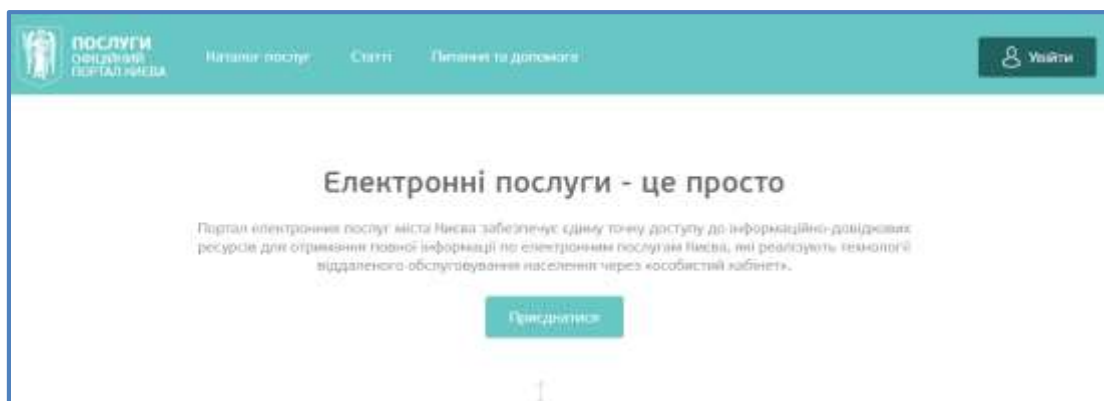 ПОСЛУГИ
ОФІЦІЙНИЙ
ПОРТАЛ КИЄВА
Каталог послуг
Статті
Питання та допомога
Увійти
Електронні послуги - це просто
Портал електронних послуг міста Києва забезпечує єдину точку доступу до інформаційно-довідкових
ресурсів для отримання повної інформації по електронним послугам Києва, які реалізують технології
віддаленого обслуговування населення через «особистий кабінет».
Приєднатися